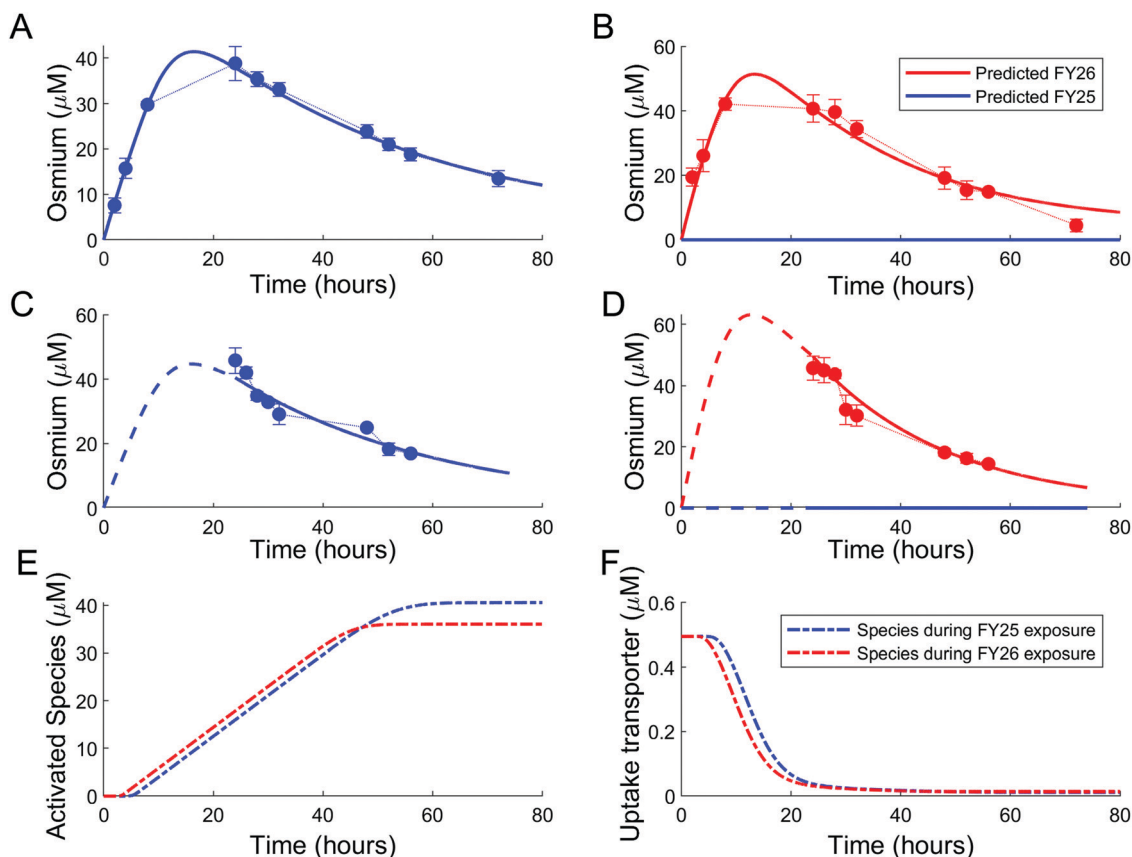 A
B
Osmium (μM)
40
30
20
10
0
0
20
40
60
80
Time (hours)
Osmium (μM)
60
40
20
0
0
20
40
60
80
Time (hours)
Predicted FY26
Predicted FY25
C
D
Osmium (μM)
60
40
20
0
0
20
40
60
80
Time (hours)
Osmium (μM)
60
40
20
0
0
20
40
60
80
Time (hours)
E
F
Activated Species (μM)
40
30
20
10
0
0
20
40
60
80
Time (hours)
Uptake transporter (μM)
0.6
0.4
0.2
0
0
20
40
60
80
Time (hours)
Species during FY25 exposure
Species during FY26 exposure